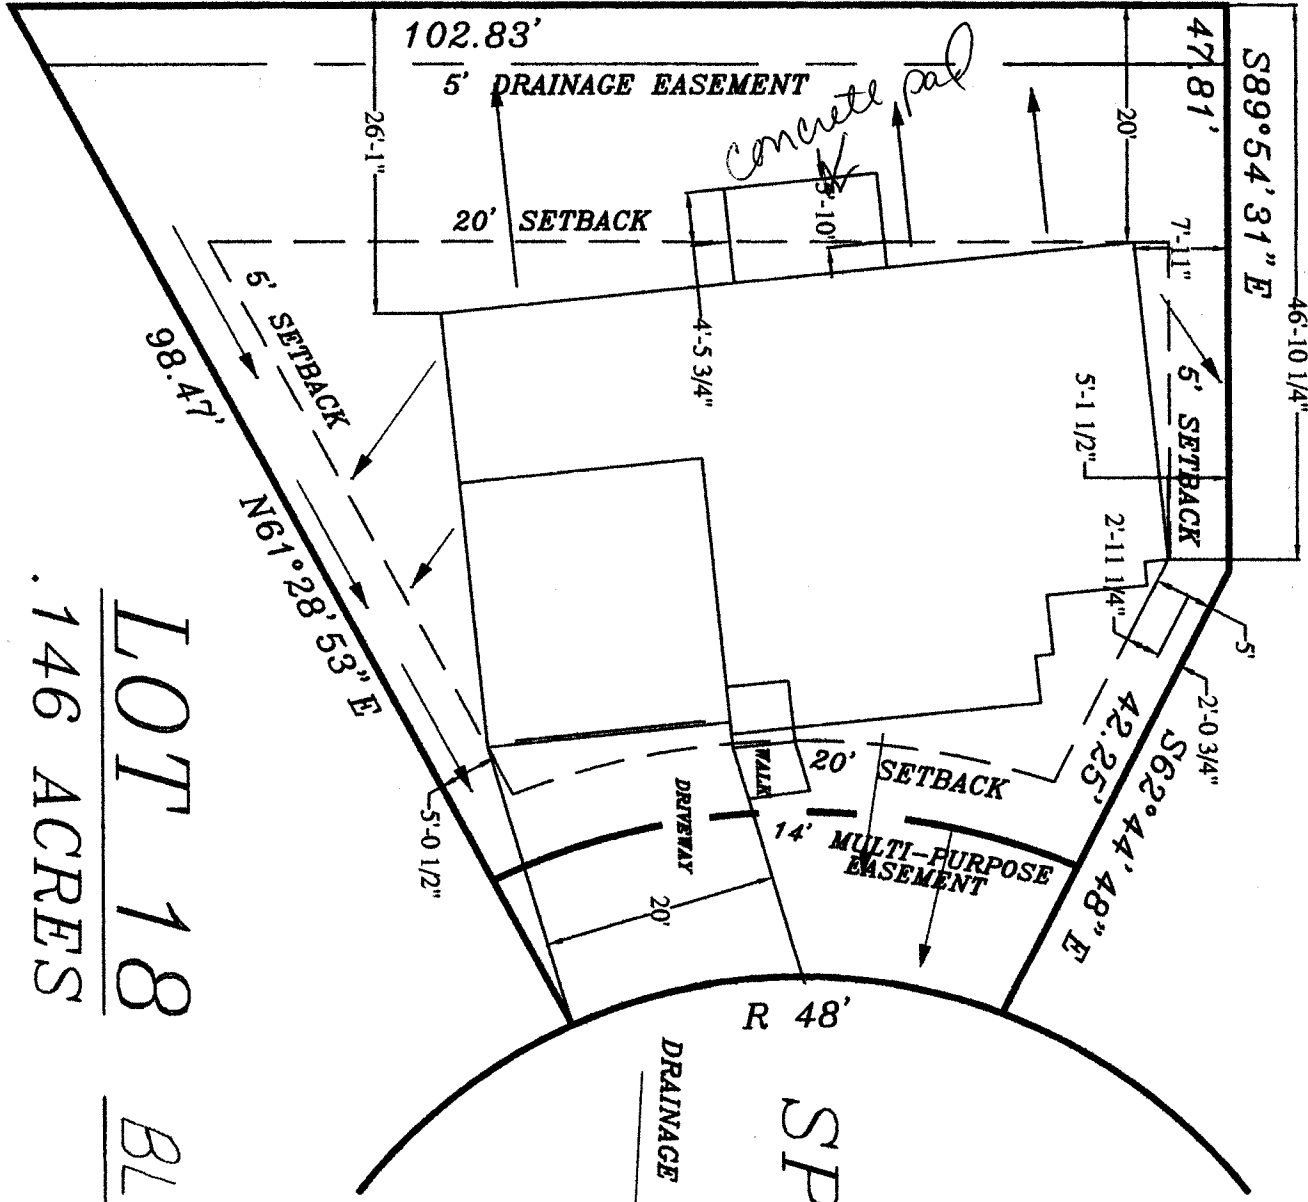 102.83'
47.81'
S89°54'31"E
5' DRAINAGE EASEMENT
concrete pad
26'-1"
20'
20' SETBACK
7'-11"
46'-10 1/4"
5' SETBACK
4'-5 3/4"
5' SETBACK
5'-1 1/2"
98.47'
N61°28'53"E
2'-11 1/4"
5'
2'-0 3/4"
42.25'
S62°44'48"E
WALK
20' SETBACK
DRIVEWAY
14' MULTI-PURPOSE
EASEMENT
5'-0 1/2"
20'
R 48'
LOT 18
.146 ACRES
BL
DRAINAGE
SP